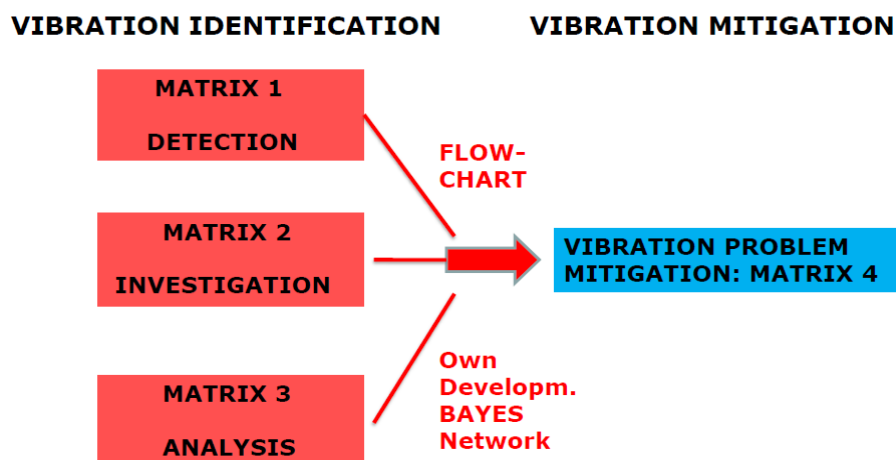 VIBRATION IDENTIFICATION
VIBRATION MITIGATION
MATRIX 1
DETECTION
FLOW-
CHART
MATRIX 2
INVESTIGATION
VIBRATION PROBLEM
MITIGATION: MATRIX 4
MATRIX 3
ANALYSIS
Own
Developm.
BAYES
Network